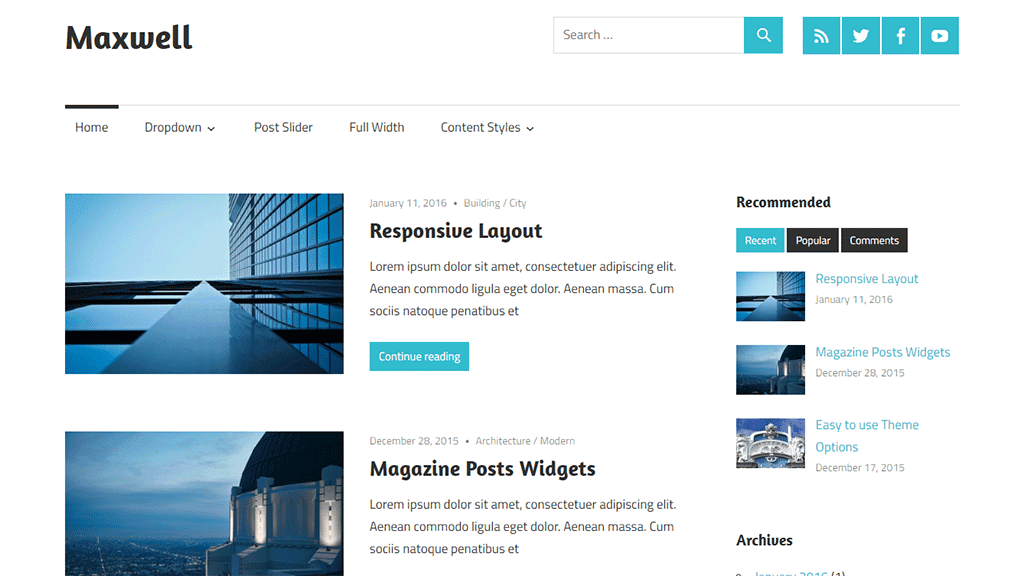 Maxwell
Search ...
Home
Dropdown
Post Slider
Full Width
Content Styles
January 11, 2016 • Building / City
Responsive Layout
Lorem ipsum dolor sit amet, consectetuer adipiscing elit.
Aenean commodo ligula eget dolor. Aenean massa. Cum
sociis natoque penatibus et
Continue reading
December 28, 2015 • Architecture / Modern
Magazine Posts Widgets
Lorem ipsum dolor sit amet, consectetuer adipiscing elit.
Aenean commodo ligula eget dolor. Aenean massa. Cum
sociis natoque penatibus et
Recommended
Recent
Popular
Comments
Responsive Layout
January 11, 2016
Magazine Posts Widgets
December 28, 2015
Easy to use Theme
Options
December 17, 2015
Archives
January 2016 (1)